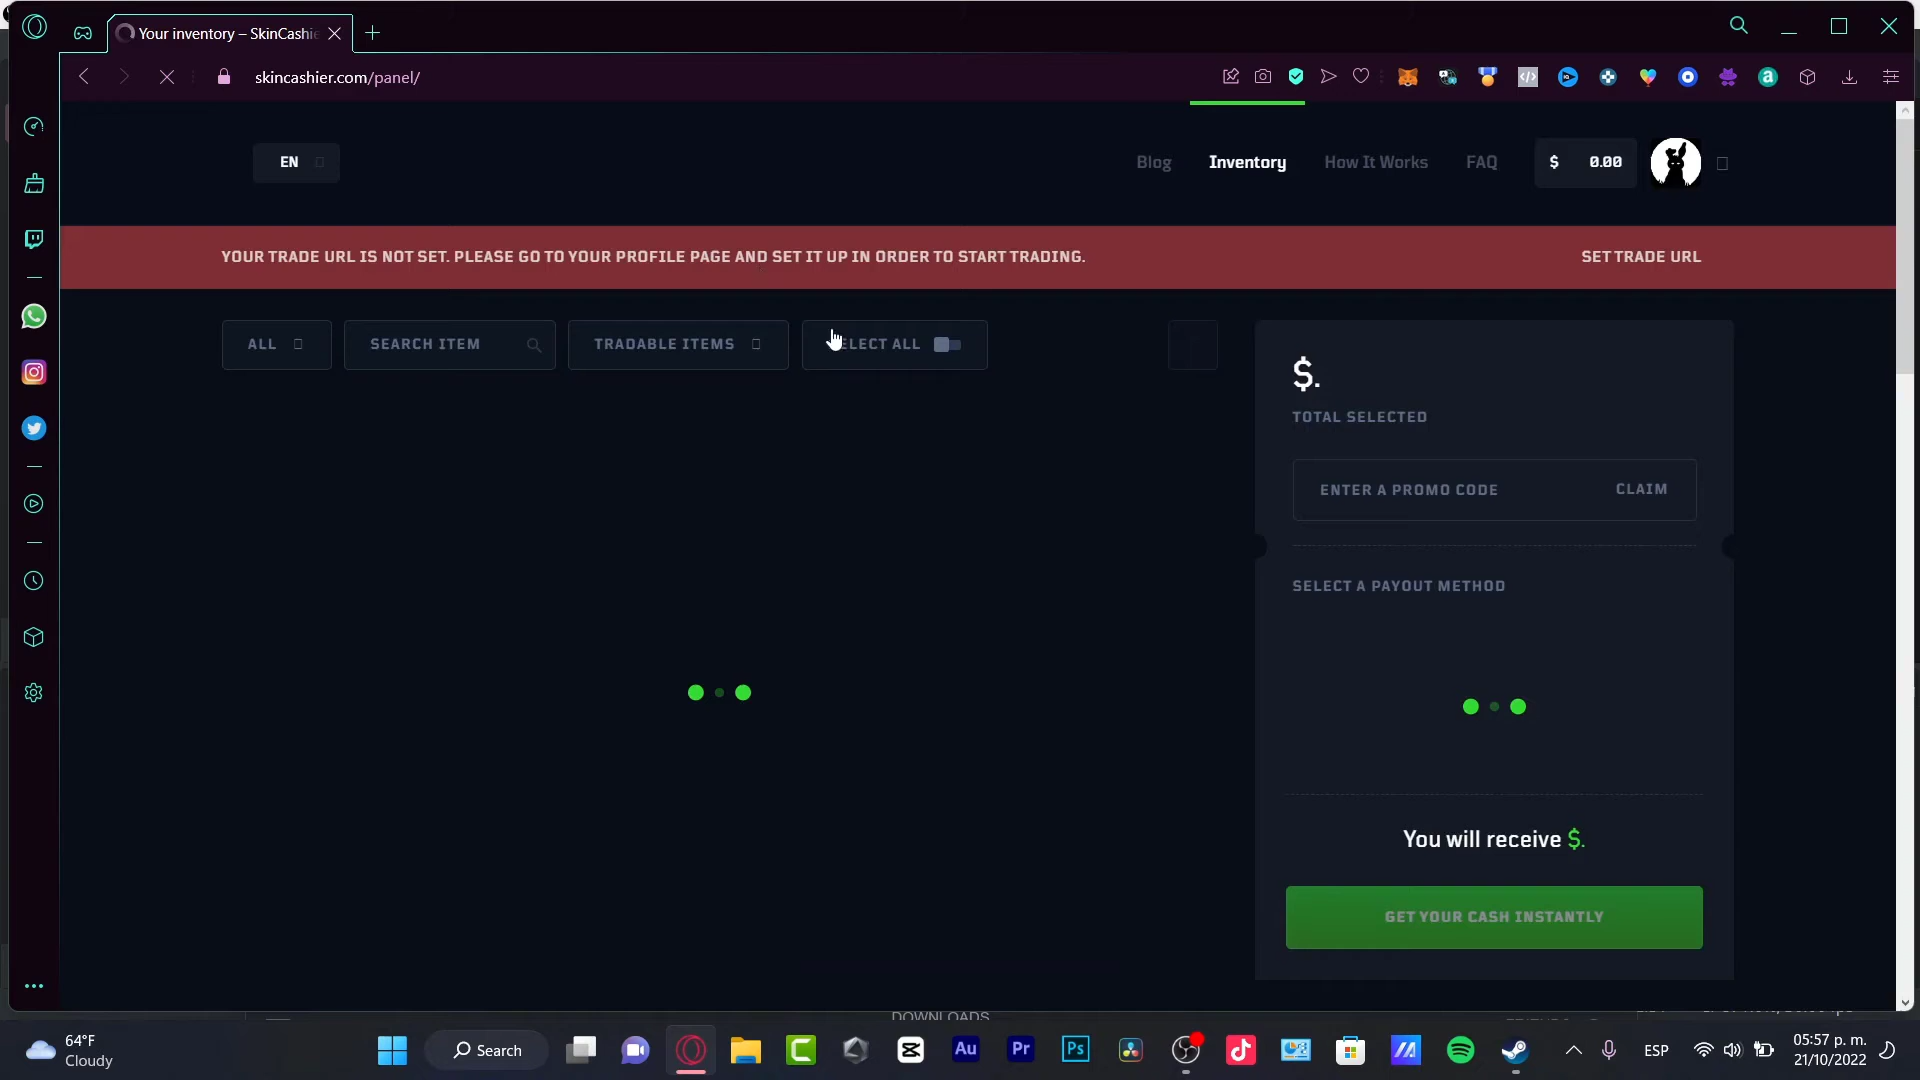 Your inventory – SkinCashie
skincashier.com/panel/
EN
Blog
Inventory
How It Works
FAQ
$ 0.00
YOUR TRADE URL IS NOT SET. PLEASE GO TO YOUR PROFILE PAGE AND SET IT UP IN ORDER TO START TRADING.
SET TRADE URL
ALL
SEARCH ITEM
TRADABLE ITEMS
ELECT ALL
$.
TOTAL SELECTED
ENTER A PROMO CODE
CLAIM
SELECT A PAYOUT METHOD
You will receive $.
GET YOUR CASH INSTANTLY
DOWNLOADS
64°F
Cloudy
Search
Au
Pr
Ps
ESP
05:57 p. m.
21/10/2022